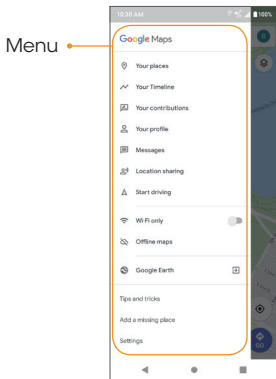 10:38 AM 100%
Menu
Google Maps
Your places
Your Timeline
Your contributions
Your profile
Messages
Location sharing
Start driving
Wi-Fi only
Offline maps
Google Earth
Tips and tricks
Add a missing place
Settings
GO